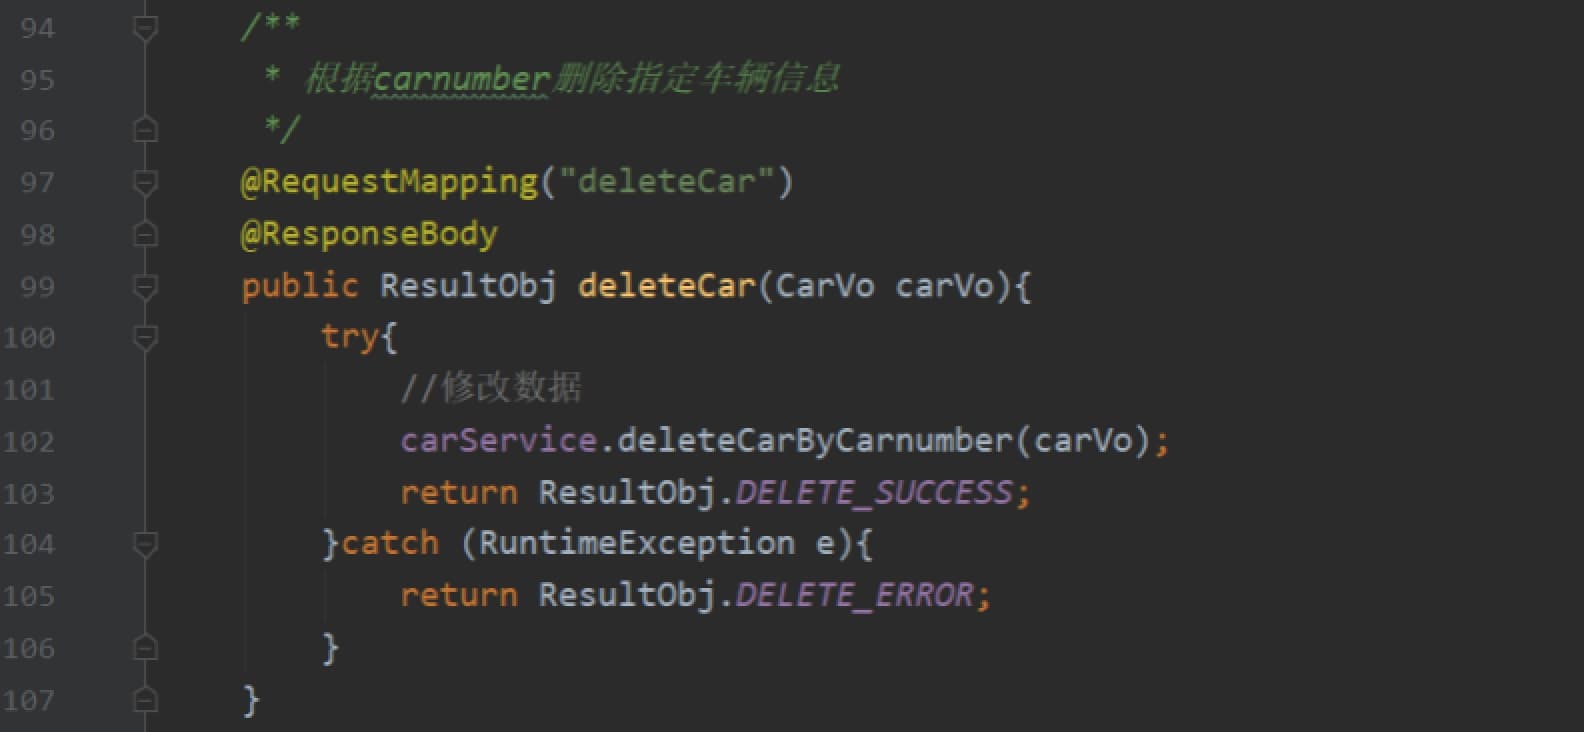 94 /**
95 * 根据carnumber删除指定车辆信息
96 */
97 @RequestMapping("deleteCar")
98 @ResponseBody
99 public ResultObj deleteCar(CarVo carVo){
100 try{
101 //修改数据
102 carService.deleteCarByCarnumber(carVo);
103 return ResultObj.DELETE_SUCCESS;
104 }catch (RuntimeException e){
105 return ResultObj.DELETE_ERROR;
106 }
107 }